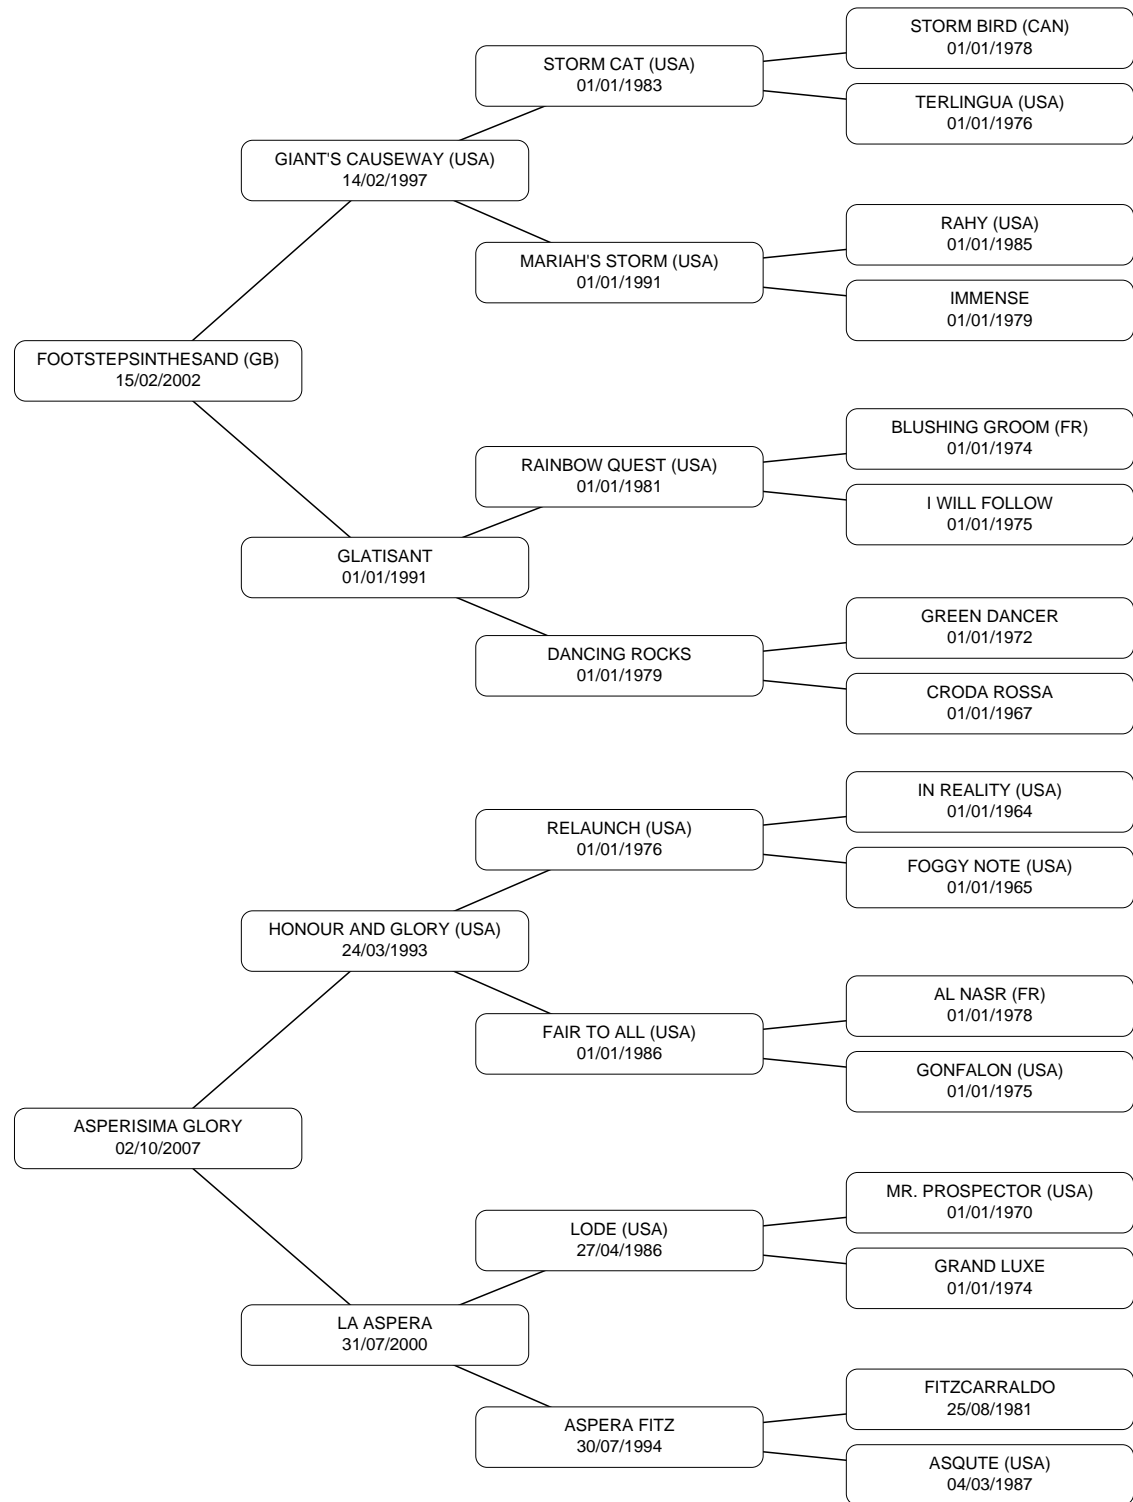 STORM BIRD (CAN)
01/01/1978
STORM CAT (USA)
01/01/1983
TERLINGUA (USA)
01/01/1976
GIANT'S CAUSEWAY (USA)
14/02/1997
RAHY (USA)
01/01/1985
MARIAH'S STORM (USA)
01/01/1991
IMMENSE
01/01/1979
FOOTSTEPSINTHESAND (GB)
15/02/2002
BLUSHING GROOM (FR)
01/01/1974
RAINBOW QUEST (USA)
01/01/1981
I WILL FOLLOW
01/01/1975
GLATISANT
01/01/1991
GREEN DANCER
01/01/1972
DANCING ROCKS
01/01/1979
CRODA ROSSA
01/01/1967
IN REALITY (USA)
01/01/1964
RELAUNCH (USA)
01/01/1976
FOGGY NOTE (USA)
01/01/1965
HONOUR AND GLORY (USA)
24/03/1993
AL NASR (FR)
01/01/1978
FAIR TO ALL (USA)
01/01/1986
GONFALON (USA)
01/01/1975
ASPERISIMA GLORY
02/10/2007
MR. PROSPECTOR (USA)
01/01/1970
LODE (USA)
27/04/1986
GRAND LUXE
01/01/1974
LA ASPERA
31/07/2000
FITZCARRALDO
25/08/1981
ASPERA FITZ
30/07/1994
ASQUTE (USA)
04/03/1987